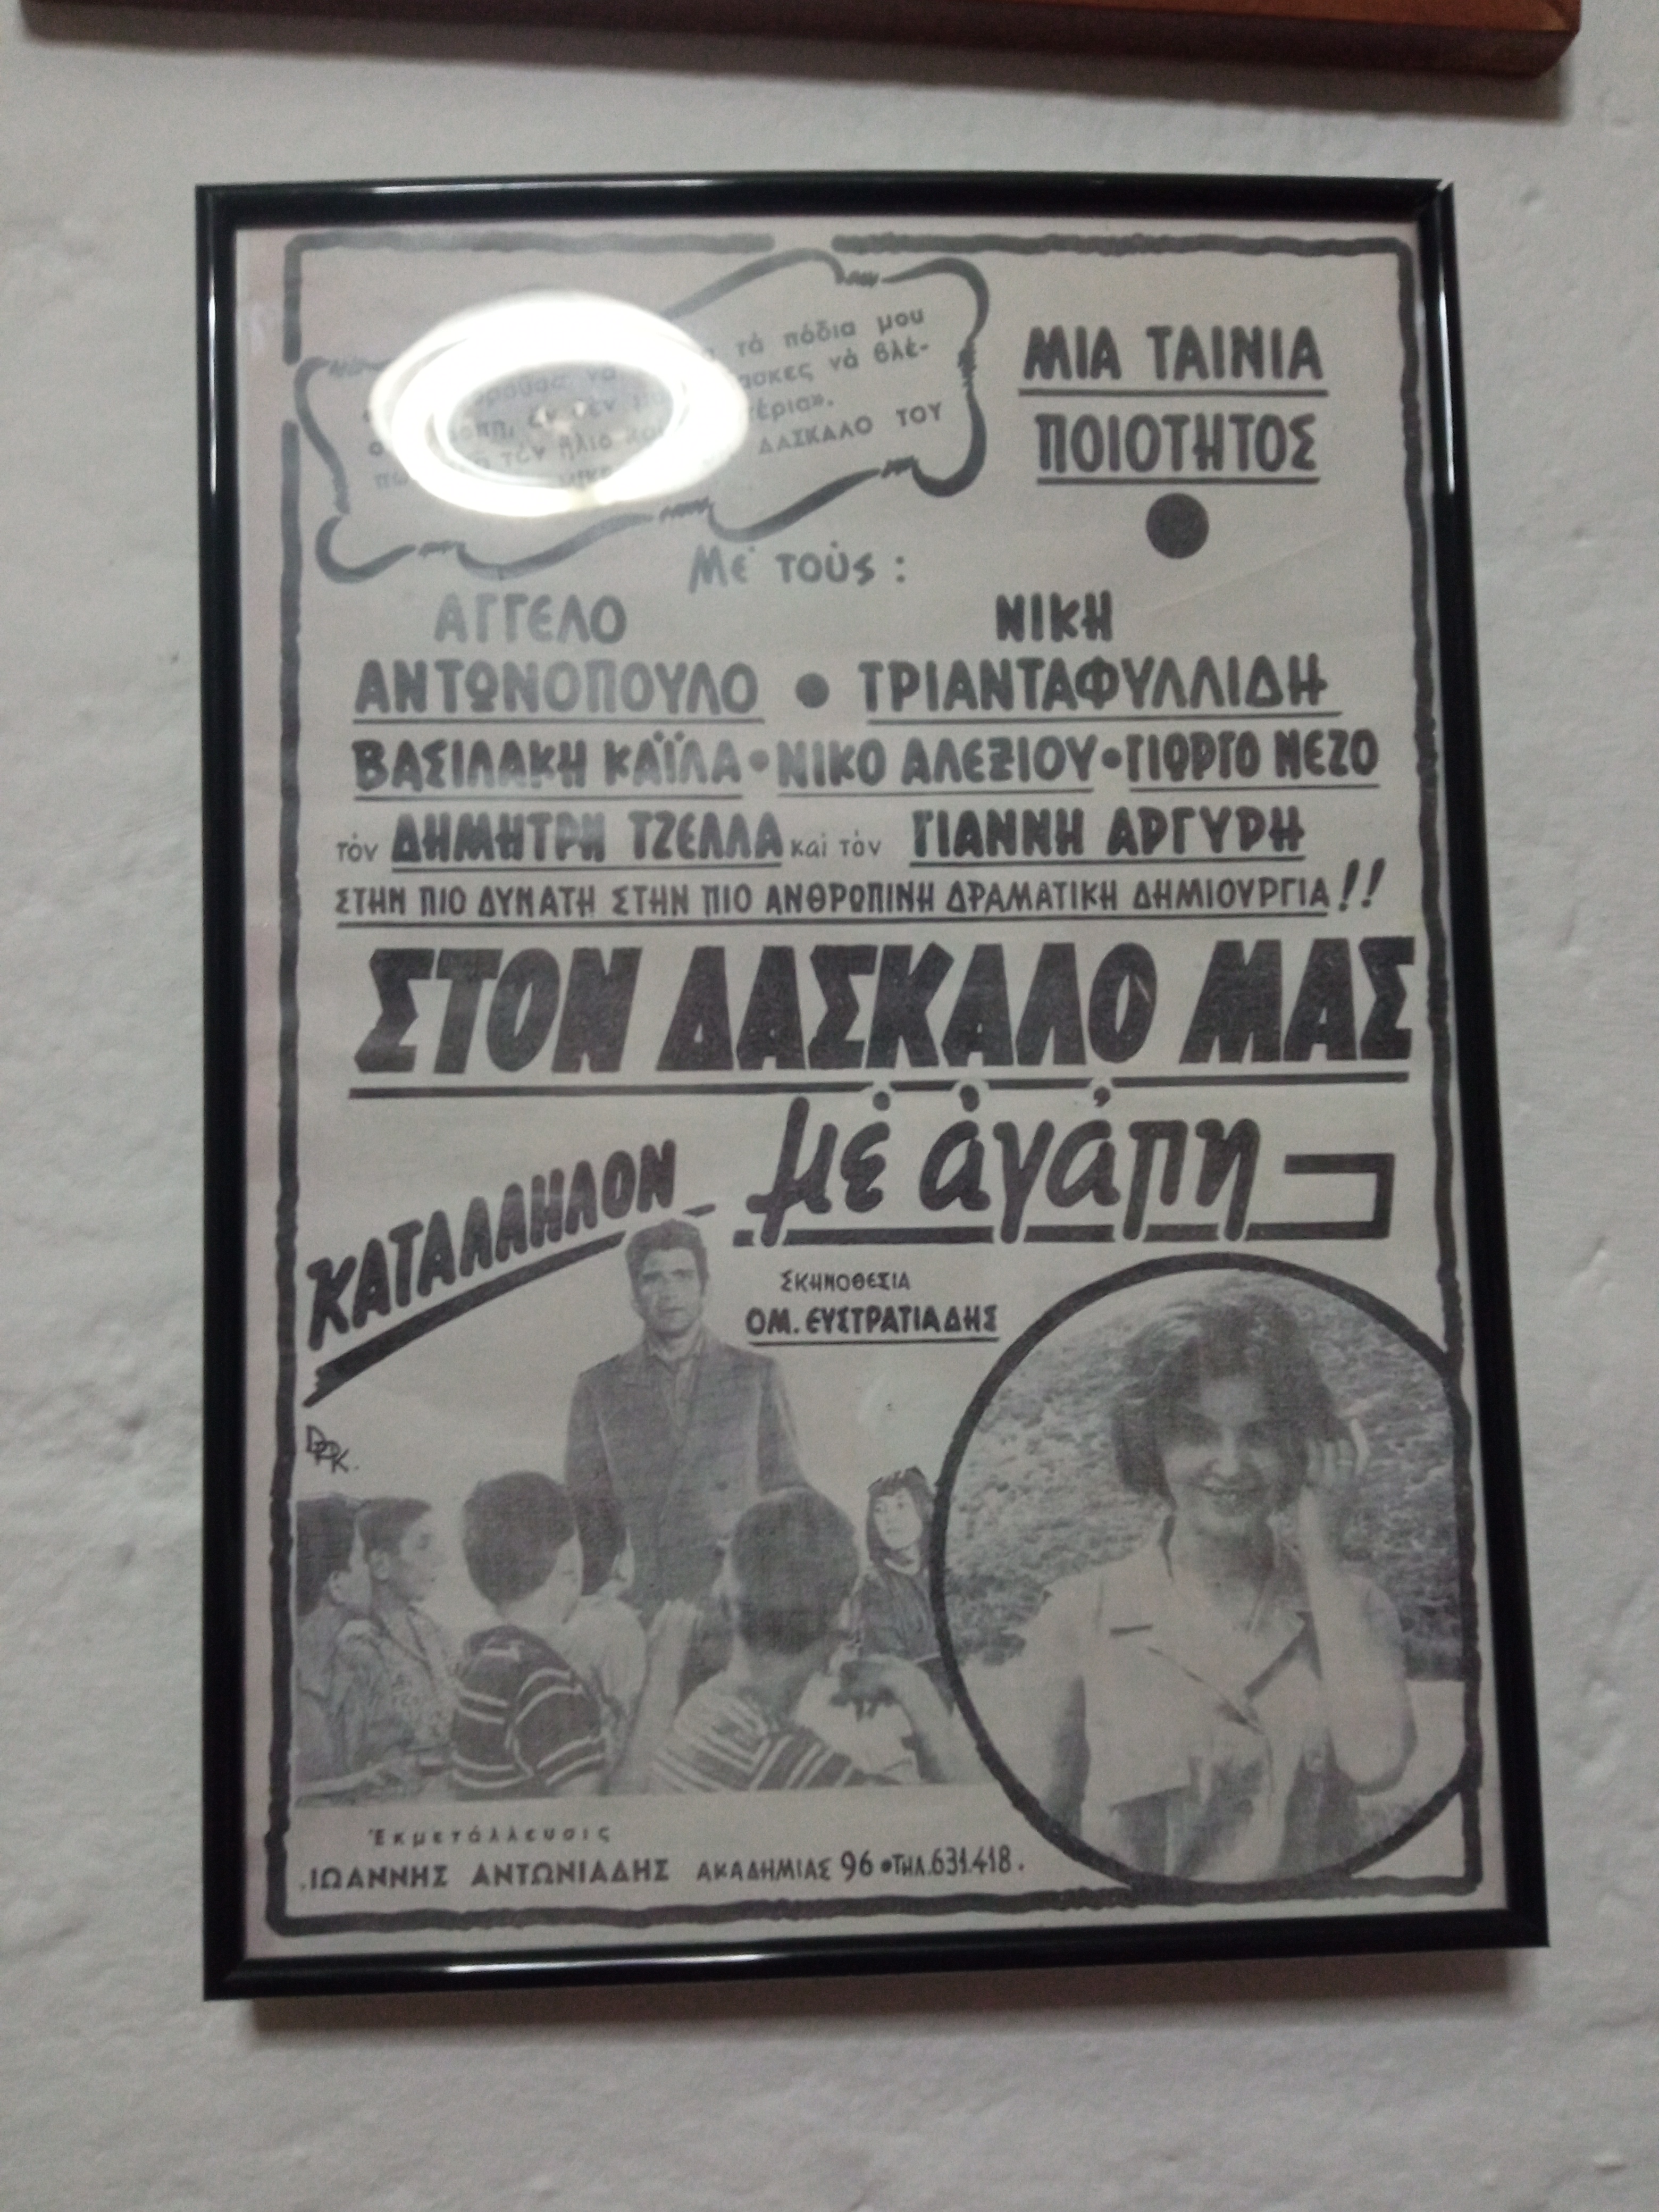 τὰ πόδια μου
νὰ βλέ-
τὸν ἥλιο
ΔΑΣΚΑΛΟ ΤΟΥ
ΜΙΑ ΤΑΙΝΙΑ
ΠΟΙΟΤΗΤΟΣ
Μὲ τοὺς :
ΑΓΓΕΛΟ ΝΙΚΗ
ΑΝΤΩΝΟΠΟΥΛΟ • ΤΡΙΑΝΤΑΦΥΛΛΙΔΗ
ΒΑΣΙΛΑΚΗ ΚΑΪΛΑ • ΝΙΚΟ ΑΛΕΞΙΟΥ • ΓΙΩΡΓΟ ΝΕΖΟ
τὸν ΔΗΜΗΤΡΗ ΤΖΕΛΛΑ καὶ τὸν ΓΙΑΝΝΗ ΑΡΓΥΡΗ
ΣΤΗΝ ΠΙΟ ΔΥΝΑΤΗ ΣΤΗΝ ΠΙΟ ΑΝΘΡΩΠΙΝΗ ΔΡΑΜΑΤΙΚΗ ΔΗΜΙΟΥΡΓΙΑ!!
ΣΤΟΝ ΔΑΣΚΑΛΟ ΜΑΣ
μὲ ἀγάπη
ΚΑΤΑΛΛΗΛΟΝ
ΣΚΗΝΟΘΕΣΙΑ
ΟΜ. ΕΥΣΤΡΑΤΙΑΔΗΣ
Ἐκμετάλλευσις
ΙΩΑΝΝΗΣ ΑΝΤΩΝΙΑΔΗΣ ΑΚΑΔΗΜΙΑΣ 96 • ΤΗΛ. 631.418.